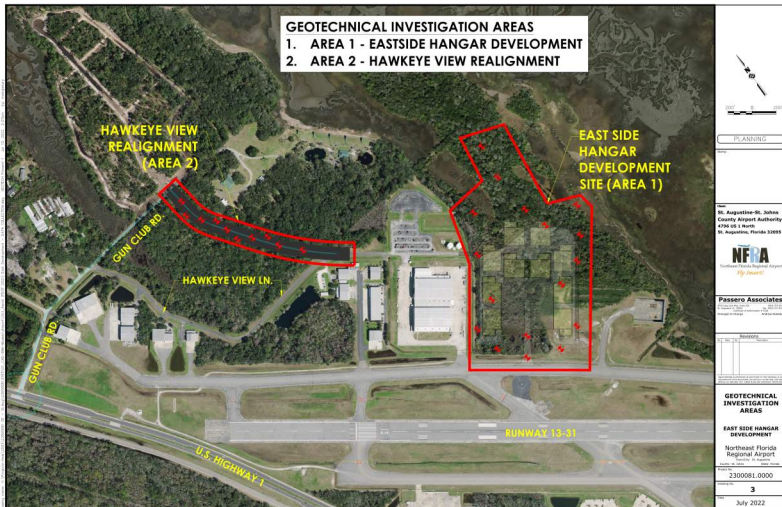 GEOTECHNICAL INVESTIGATION AREAS
1. AREA 1 - EASTSIDE HANGAR DEVELOPMENT
2. AREA 2 - HAWKEYE VIEW REALIGNMENT
HAWKEYE VIEW
REALIGNMENT
(AREA 2)
EAST SIDE
HANGAR
DEVELOPMENT
SITE (AREA 1)
GUN CLUB RD.
HAWKEYE VIEW LN.
GUN CLUB RD
U.S. HIGHWAY 1
RUNWAY 13-31
PLANNING
St. Augustine-St. Johns
County Airport Authority
4796 US 1 North
St. Augustine, Florida 32095
NFRA
Northeast Florida Regional Airport
Fly Smart!
Passero Associates
Revisions
GEOTECHNICAL
INVESTIGATION
AREAS
EAST SIDE HANGAR
DEVELOPMENT
Northeast Florida
Regional Airport
2300081.0000
3
July 2022